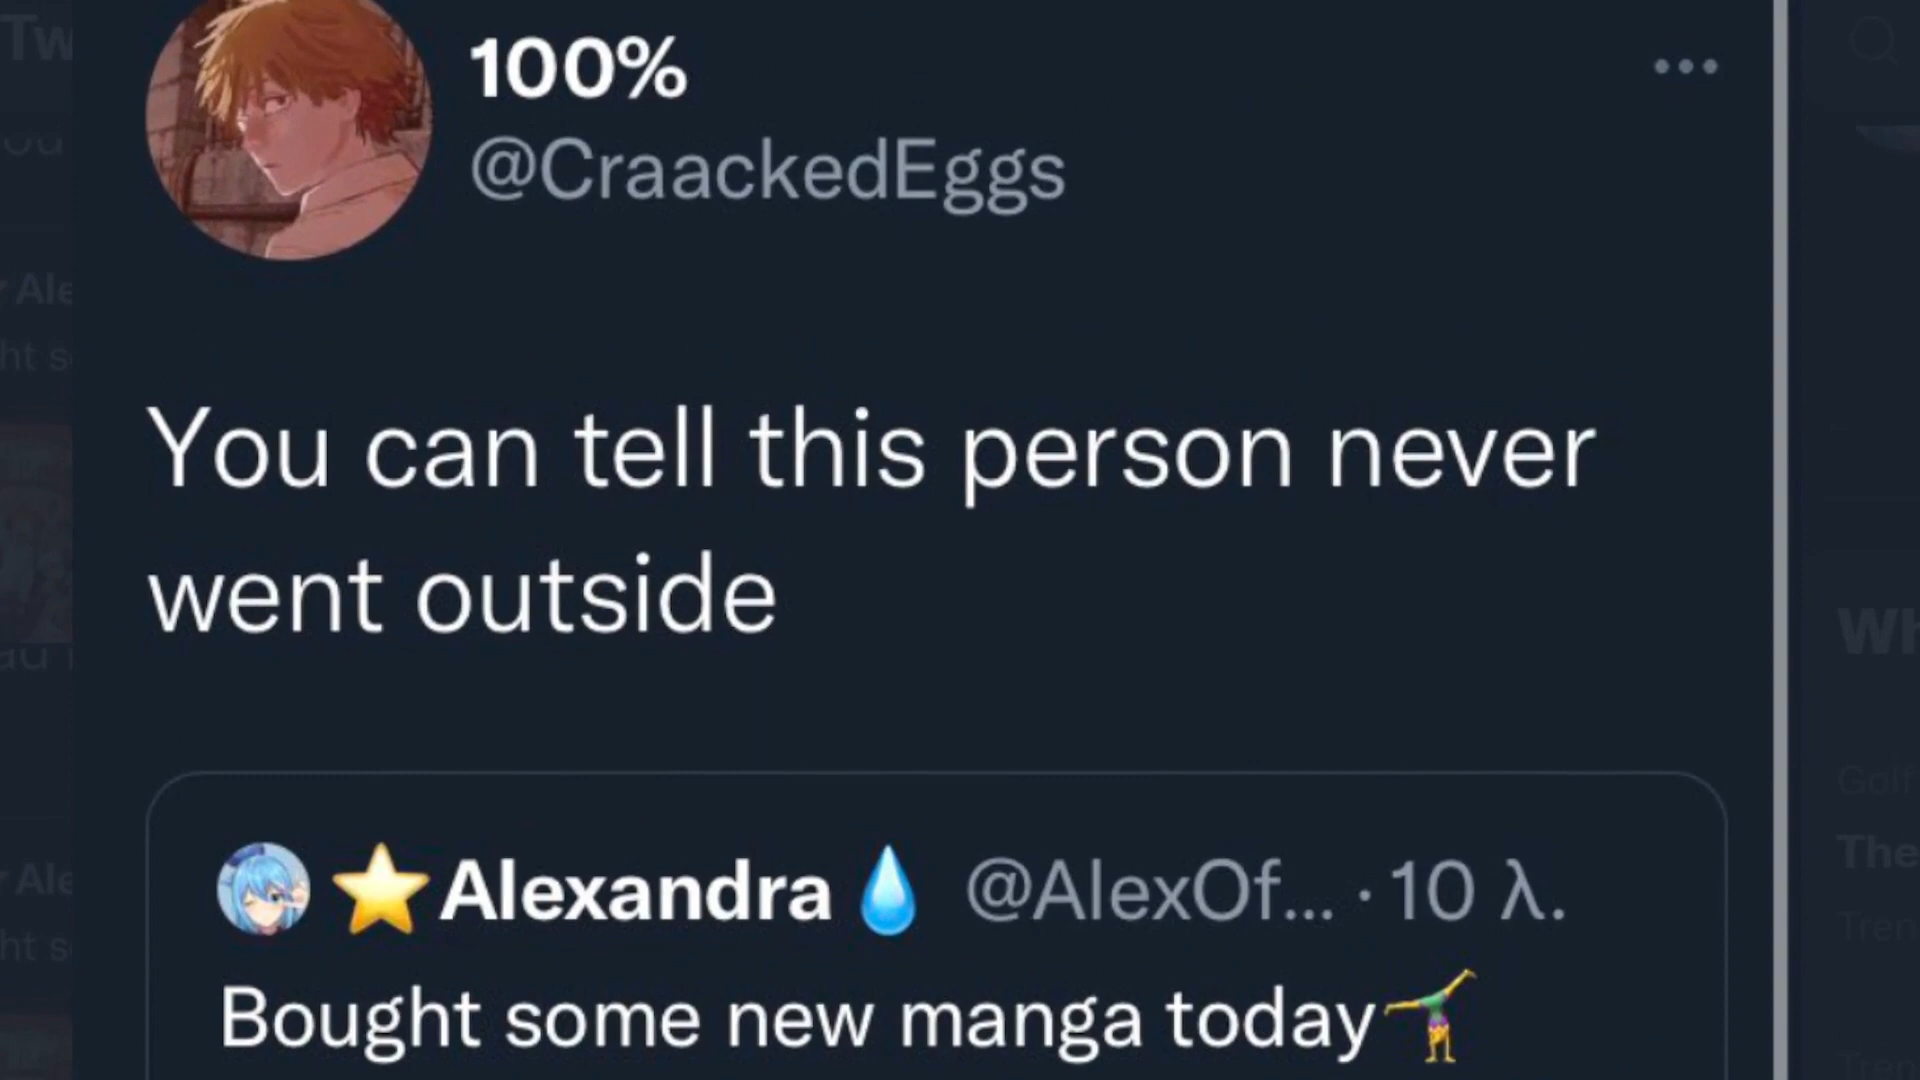 100%
@CraackedEggs
You can tell this person never
went outside
⭐Alexandra💧 @AlexOf... · 10 λ.
Bought some new manga today🤸